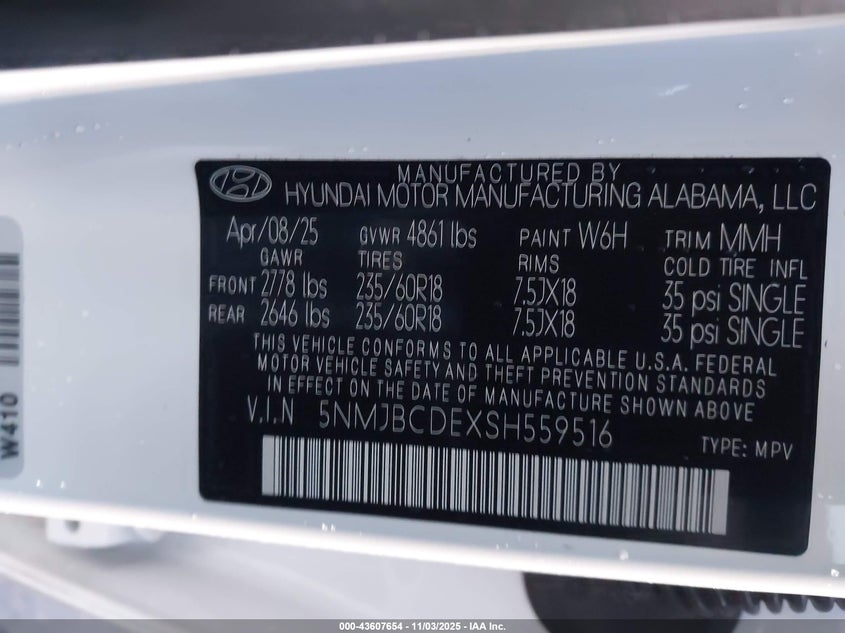 MANUFACTURED BY
HYUNDAI MOTOR MANUFACTURING ALABAMA, LLC
Apr/08/25 GVWR 4861 lbs PAINT W6H TRIM MMH
GAWR TIRES RIMS COLD TIRE INFL
FRONT 2778 lbs 235/60R18 7.5JX18 35 psi SINGLE
REAR 2646 lbs 235/60R18 7.5JX18 35 psi SINGLE
THIS VEHICLE CONFORMS TO ALL APPLICABLE U.S.A. FEDERAL
MOTOR VEHICLE SAFETY AND THEFT PREVENTION STANDARDS
IN EFFECT ON THE DATE OF MANUFACTURE SHOWN ABOVE.
V.I.N 5NMJBCDEXSH559516
TYPE: MPV
W410
000-43607654 | 11/03/2025 - IAA Inc.